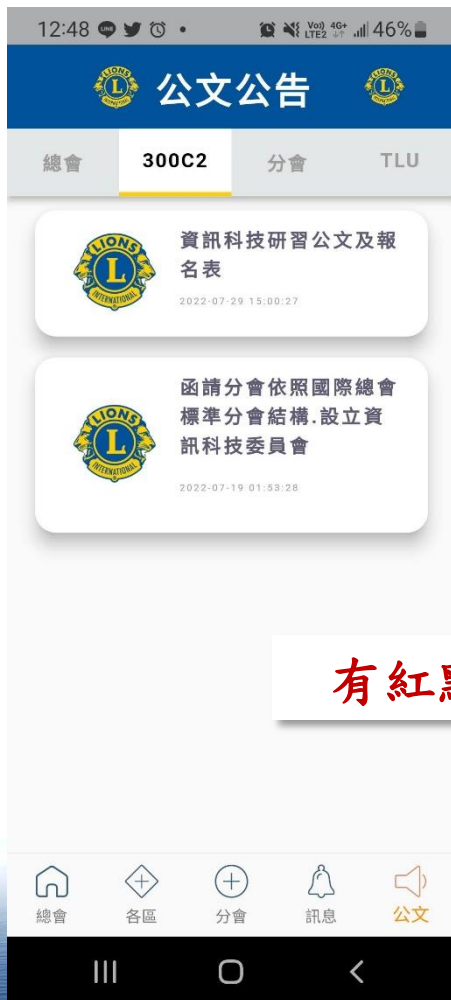 12:48
Voi) 4G+
LTE2
46%
公文公告
總會
300C2
分會
TLU
資訊科技研習公文及報
名表
2022-07-29 15:00:27
函請分會依照國際總會
標準分會結構.設立資
訊科技委員會
2022-07-19 01:53:28
有紅
總會
各區
分會
訊息
公文